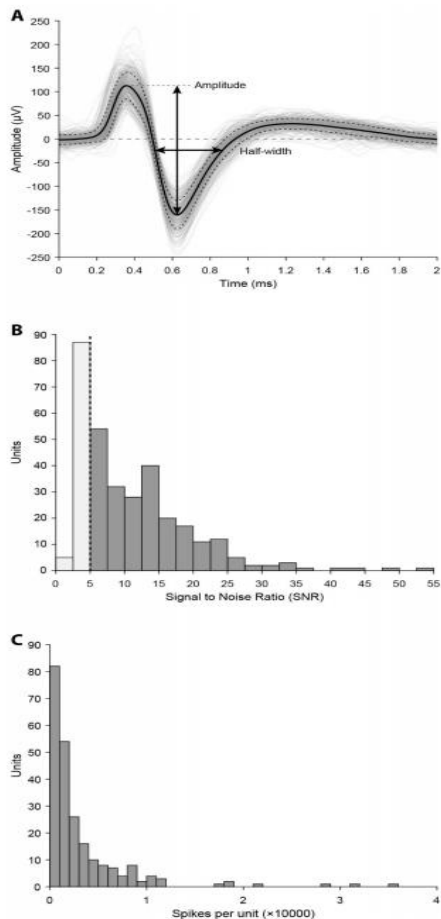 A
250
200
150
100
50
0
-50
-100
-150
-200
-250
Amplitude (µV)
Amplitude
Half-width
0 0.2 0.4 0.6 0.8 1 1.2 1.4 1.6 1.8 2
Time (ms)
B
90
80
70
60
50
40
30
20
10
0
Units
0 5 10 15 20 25 30 35 40 45 50 55
Signal to Noise Ratio (SNR)
C
90
80
70
60
50
40
30
20
10
0
Units
0 1 2 3 4
Spikes per unit (×10000)